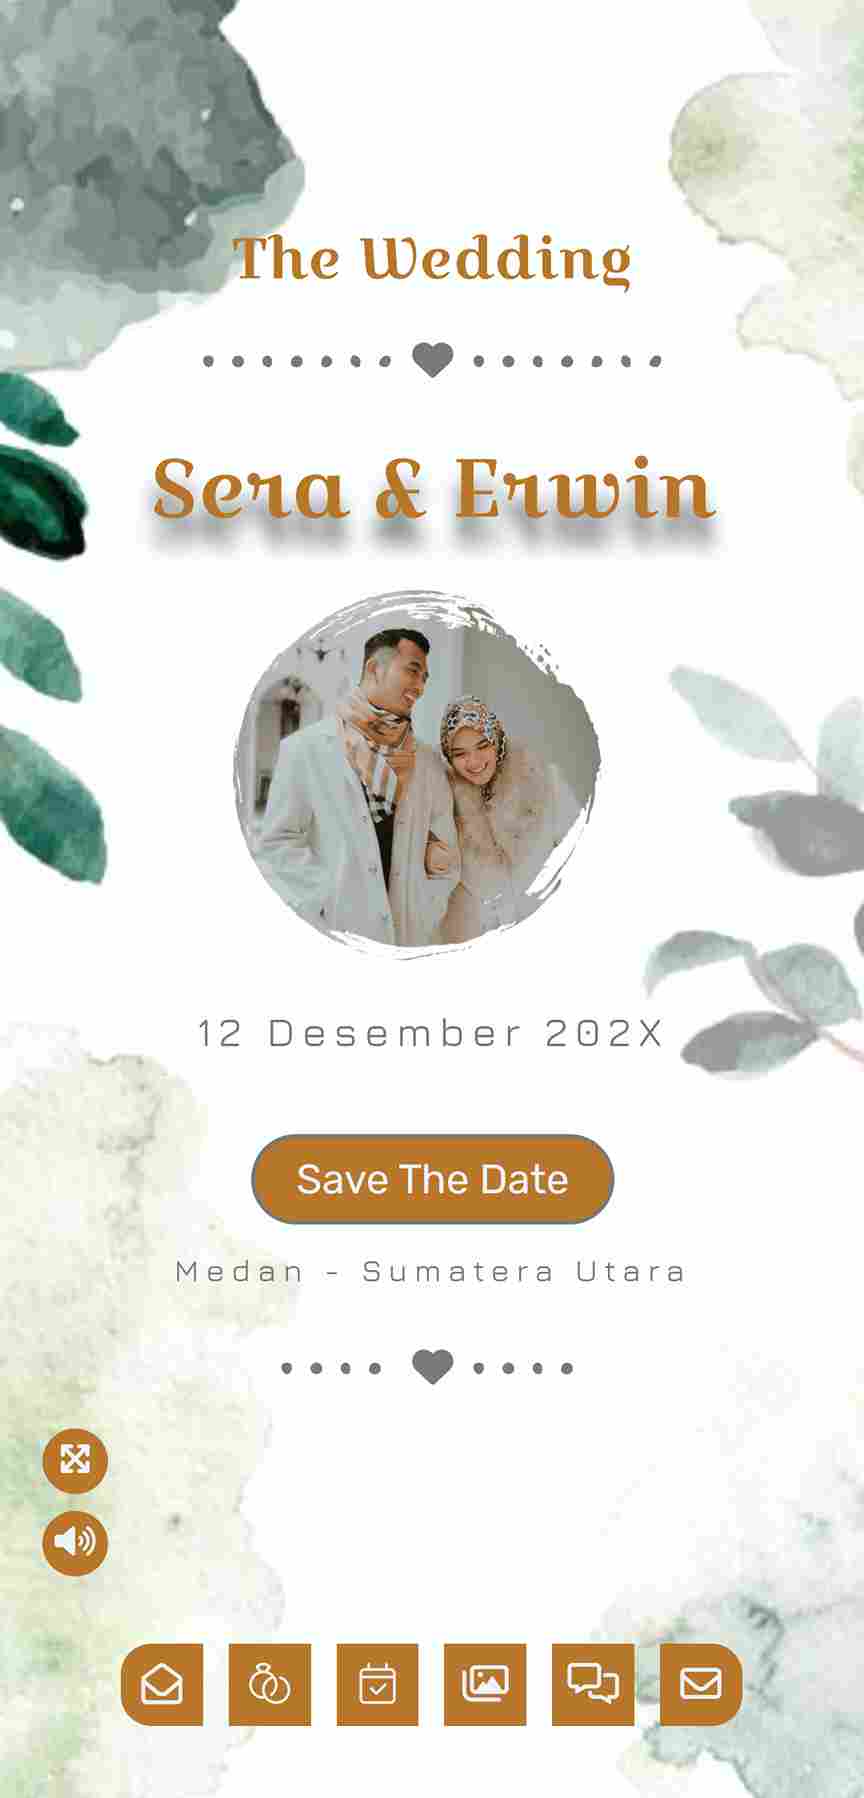 The Wedding
Sera & Erwin
12 Desember 202X
Save The Date
Medan - Sumatera Utara